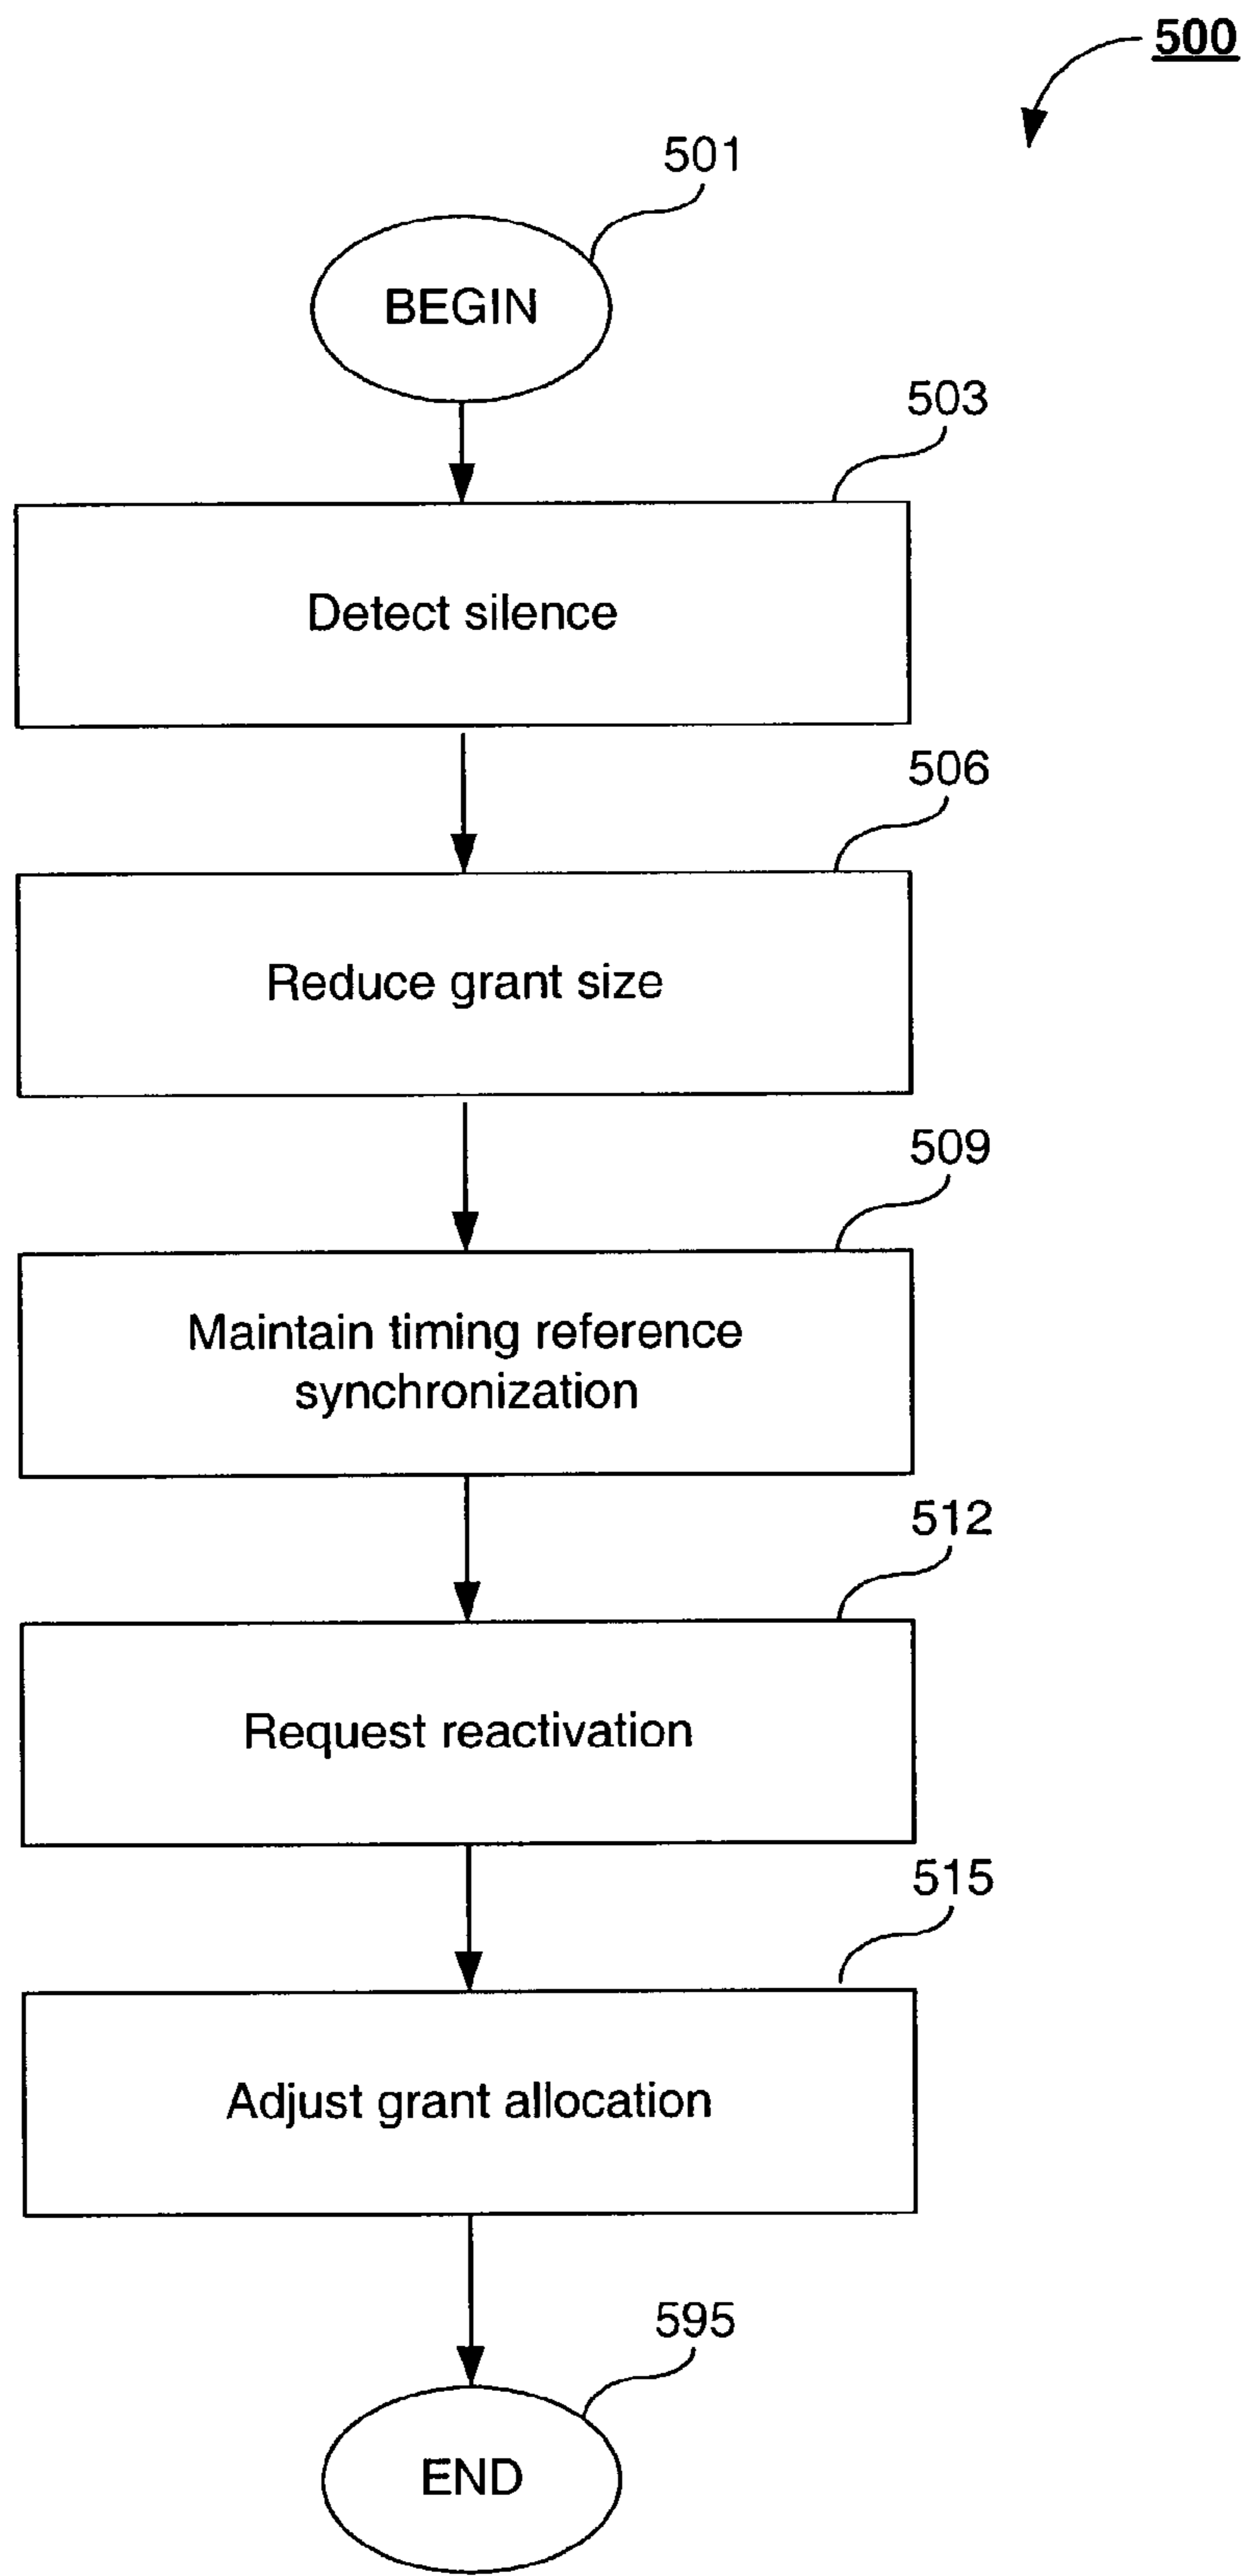 500
501
BEGIN
503
Detect silence
506
Reduce grant size
509
Maintain timing reference
synchronization
512
Request reactivation
515
Adjust grant allocation
595
END